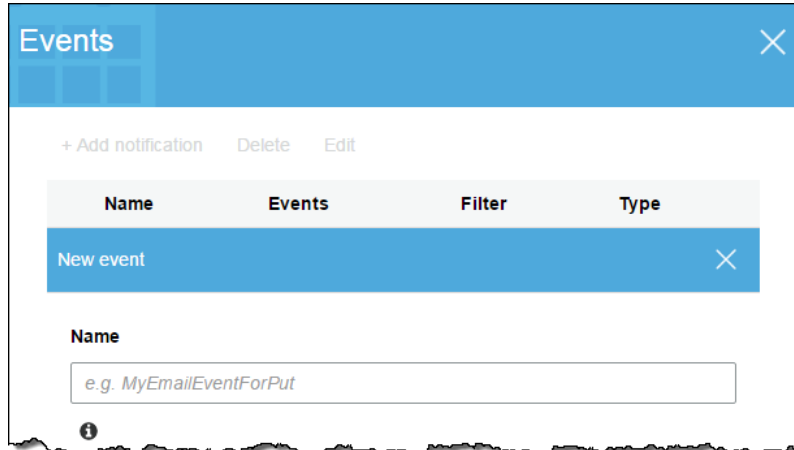 Events
+ Add notification Delete Edit
Name Events Filter Type
New event
Name
e.g. MyEmailEventForPut